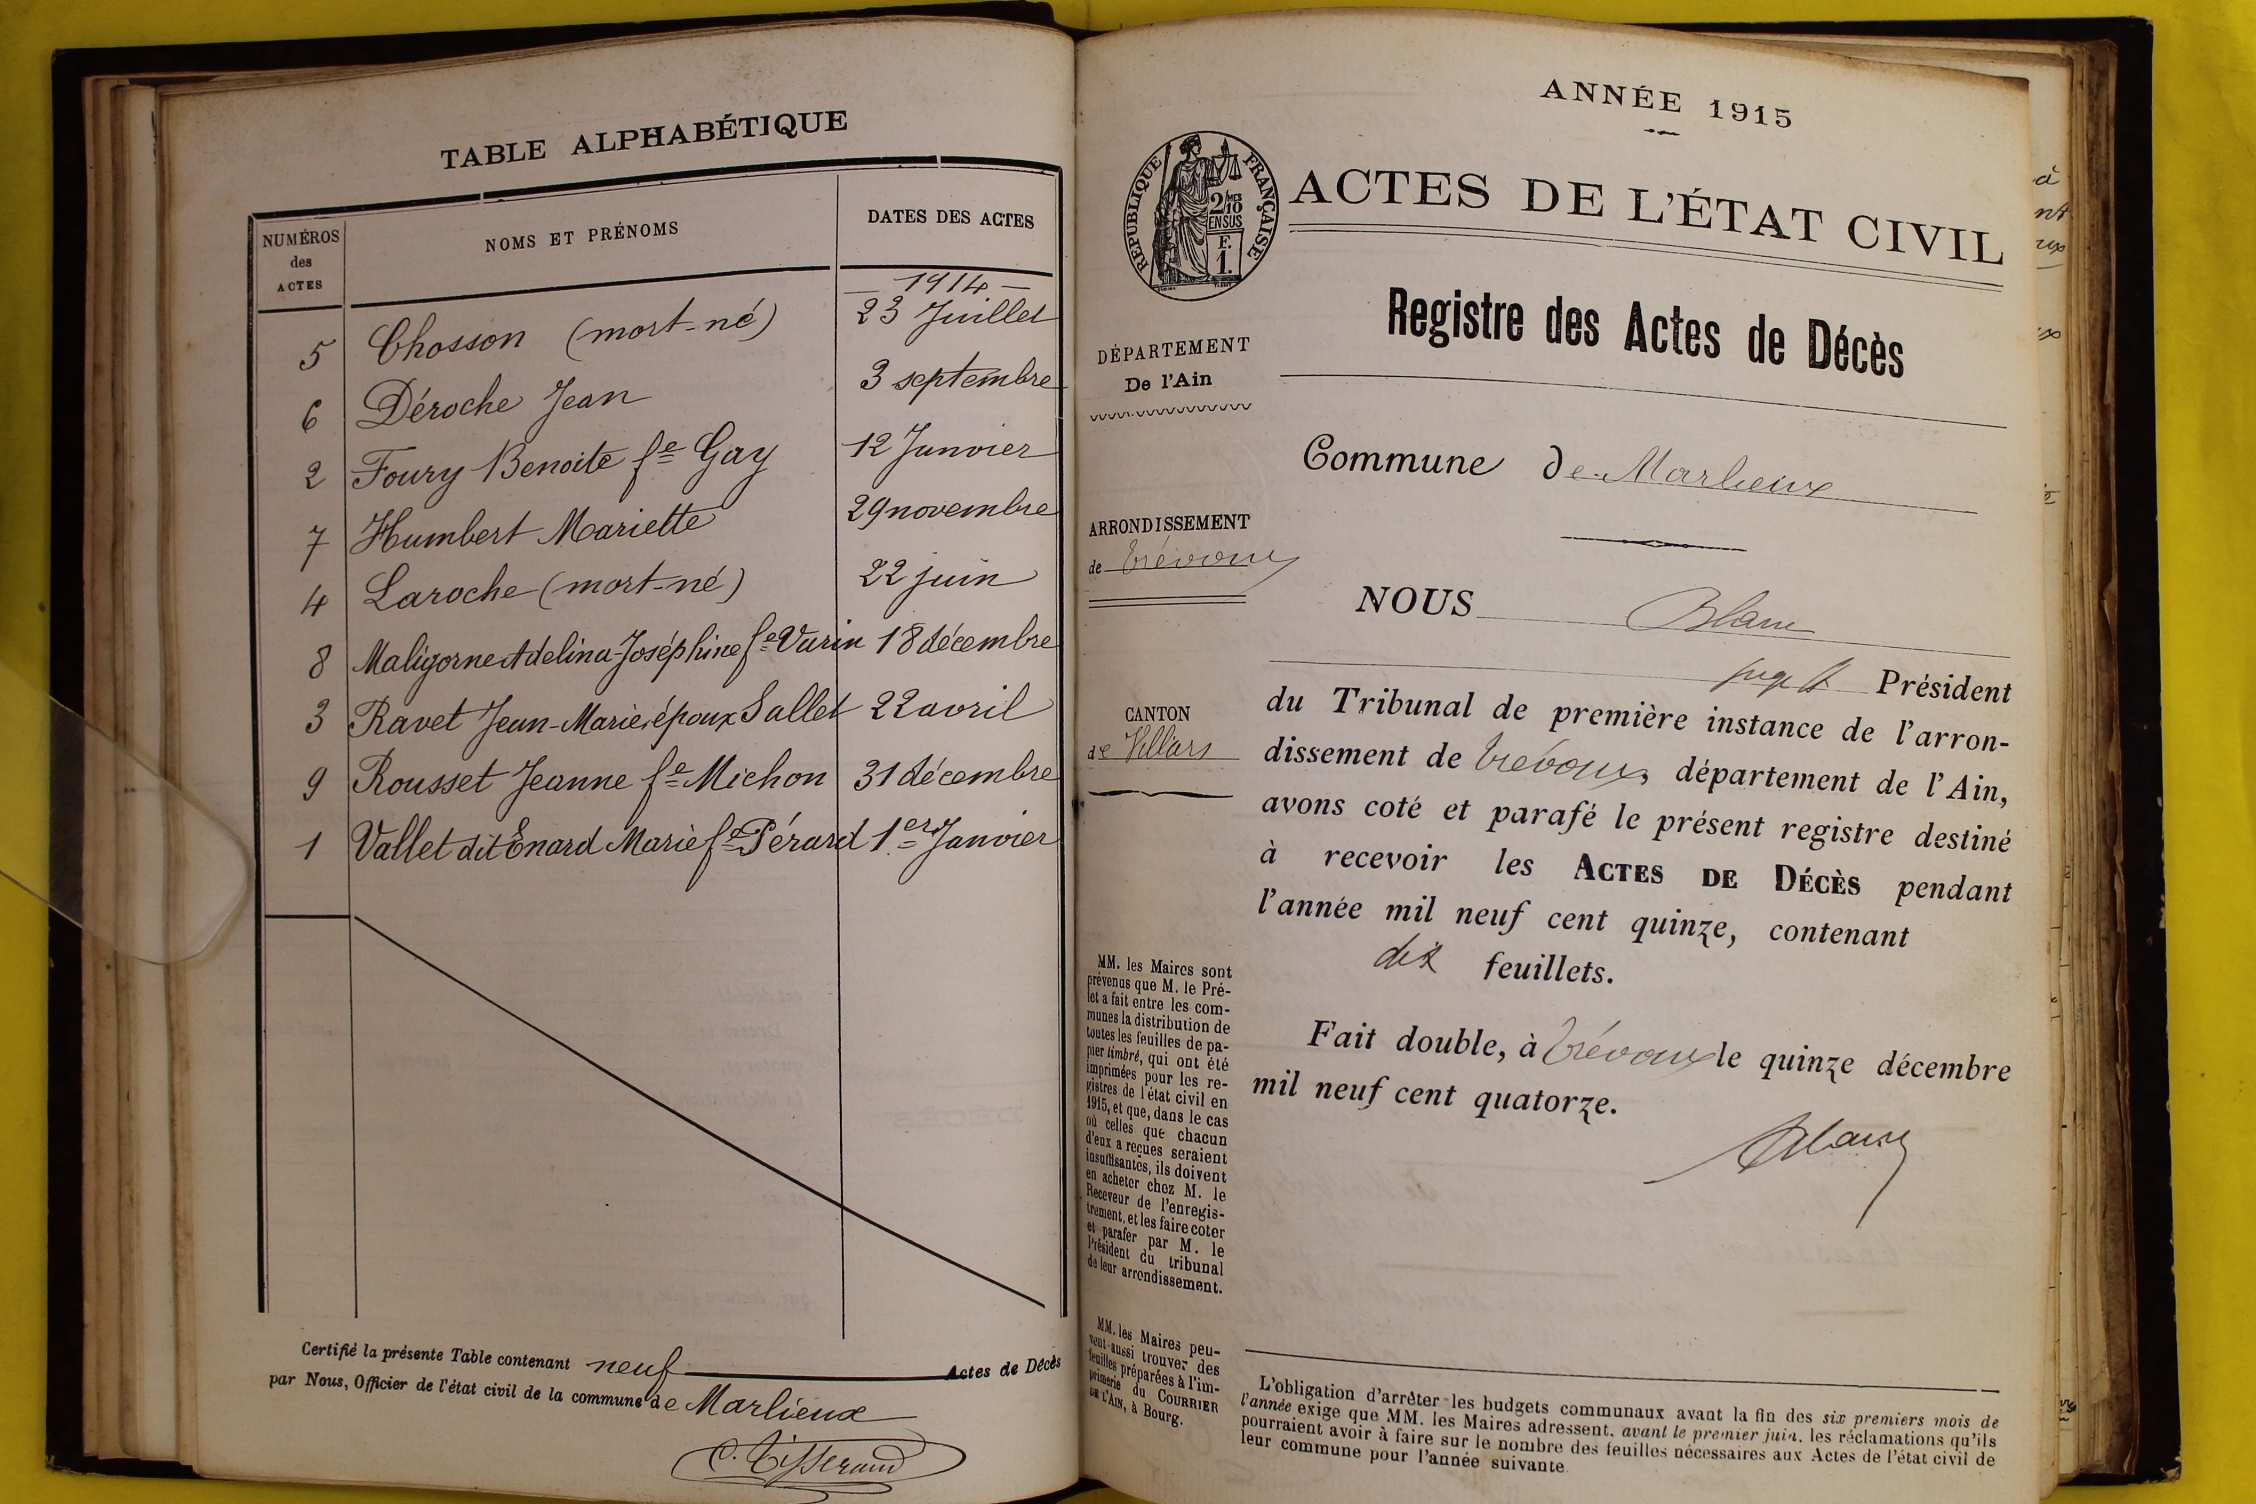 TABLE ALPHABÉTIQUE
NUMÉROS des ACTES NOMS ET PRÉNOMS DATES DES ACTES
— 1914 —
5 Chosson (mort-né) 23 Juillet
6 Déroche Jean 3 septembre
2 Foury Benoite fe Gay 12 Janvier
7 Humbert Mariette 29 novembre
4 Laroche (mort-né) 22 juin
8 Maligorne Adelina-Joséphine fe Varin 18 décembre
3 Ravet Jean-Marie, époux Sallet 22 avril
9 Rousset Jeanne fe Michon 31 décembre
1 Vallet dit Enard Marie fe Pérard 1er Janvier
Certifié la présente Table contenant neuf Actes de Décès
par Nous, Officier de l'état civil de la commune de Marlieux
C. Tisserand
ANNÉE 1915
RÉPUBLIQUE FRANÇAISE
2/10 MES
EN SUS
F.
1.
ACTES DE L'ÉTAT CIVIL
Registre des Actes de Décès
DÉPARTEMENT
De l'Ain
ARRONDISSEMENT
de Trévoux
CANTON
de Villars
MM. les Maires sont
prévenus que M. le Pré-
fet a fait entre les com-
munes la distribution de
toutes les feuilles de pa-
pier timbré, qui ont été
imprimées pour les re-
gistres de l'état civil en
1915, et que, dans le cas
où celles que chacun
d'eux a reçues seraient
insuffisantes, ils doivent
en acheter chez M. le
Receveur de l'enregis-
trement, et les faire coter
et parafer par M. le
Président du tribunal
de leur arrondissement.
MM. les Maires peu-
vent aussi trouver des
feuilles préparées à l'im-
primerie du COURRIER
DE L'AIN, à Bourg.
Commune de Marlieux
NOUS Blanc
juge Président
du Tribunal de première instance de l'arron-
dissement de Trévoux, département de l'Ain,
avons coté et parafé le présent registre destiné
à recevoir les ACTES DE DÉCÈS pendant
l'année mil neuf cent quinze, contenant
dix feuillets.
Fait double, à Trévoux le quinze décembre
mil neuf cent quatorze.
Blanc
L'obligation d'arrêter les budgets communaux avant la fin des six premiers mois de
l'année exige que MM. les Maires adressent, avant le premier juin, les réclamations qu'ils
pourraient avoir à faire sur le nombre des feuilles nécessaires aux Actes de l'état civil de
leur commune pour l'année suivante.